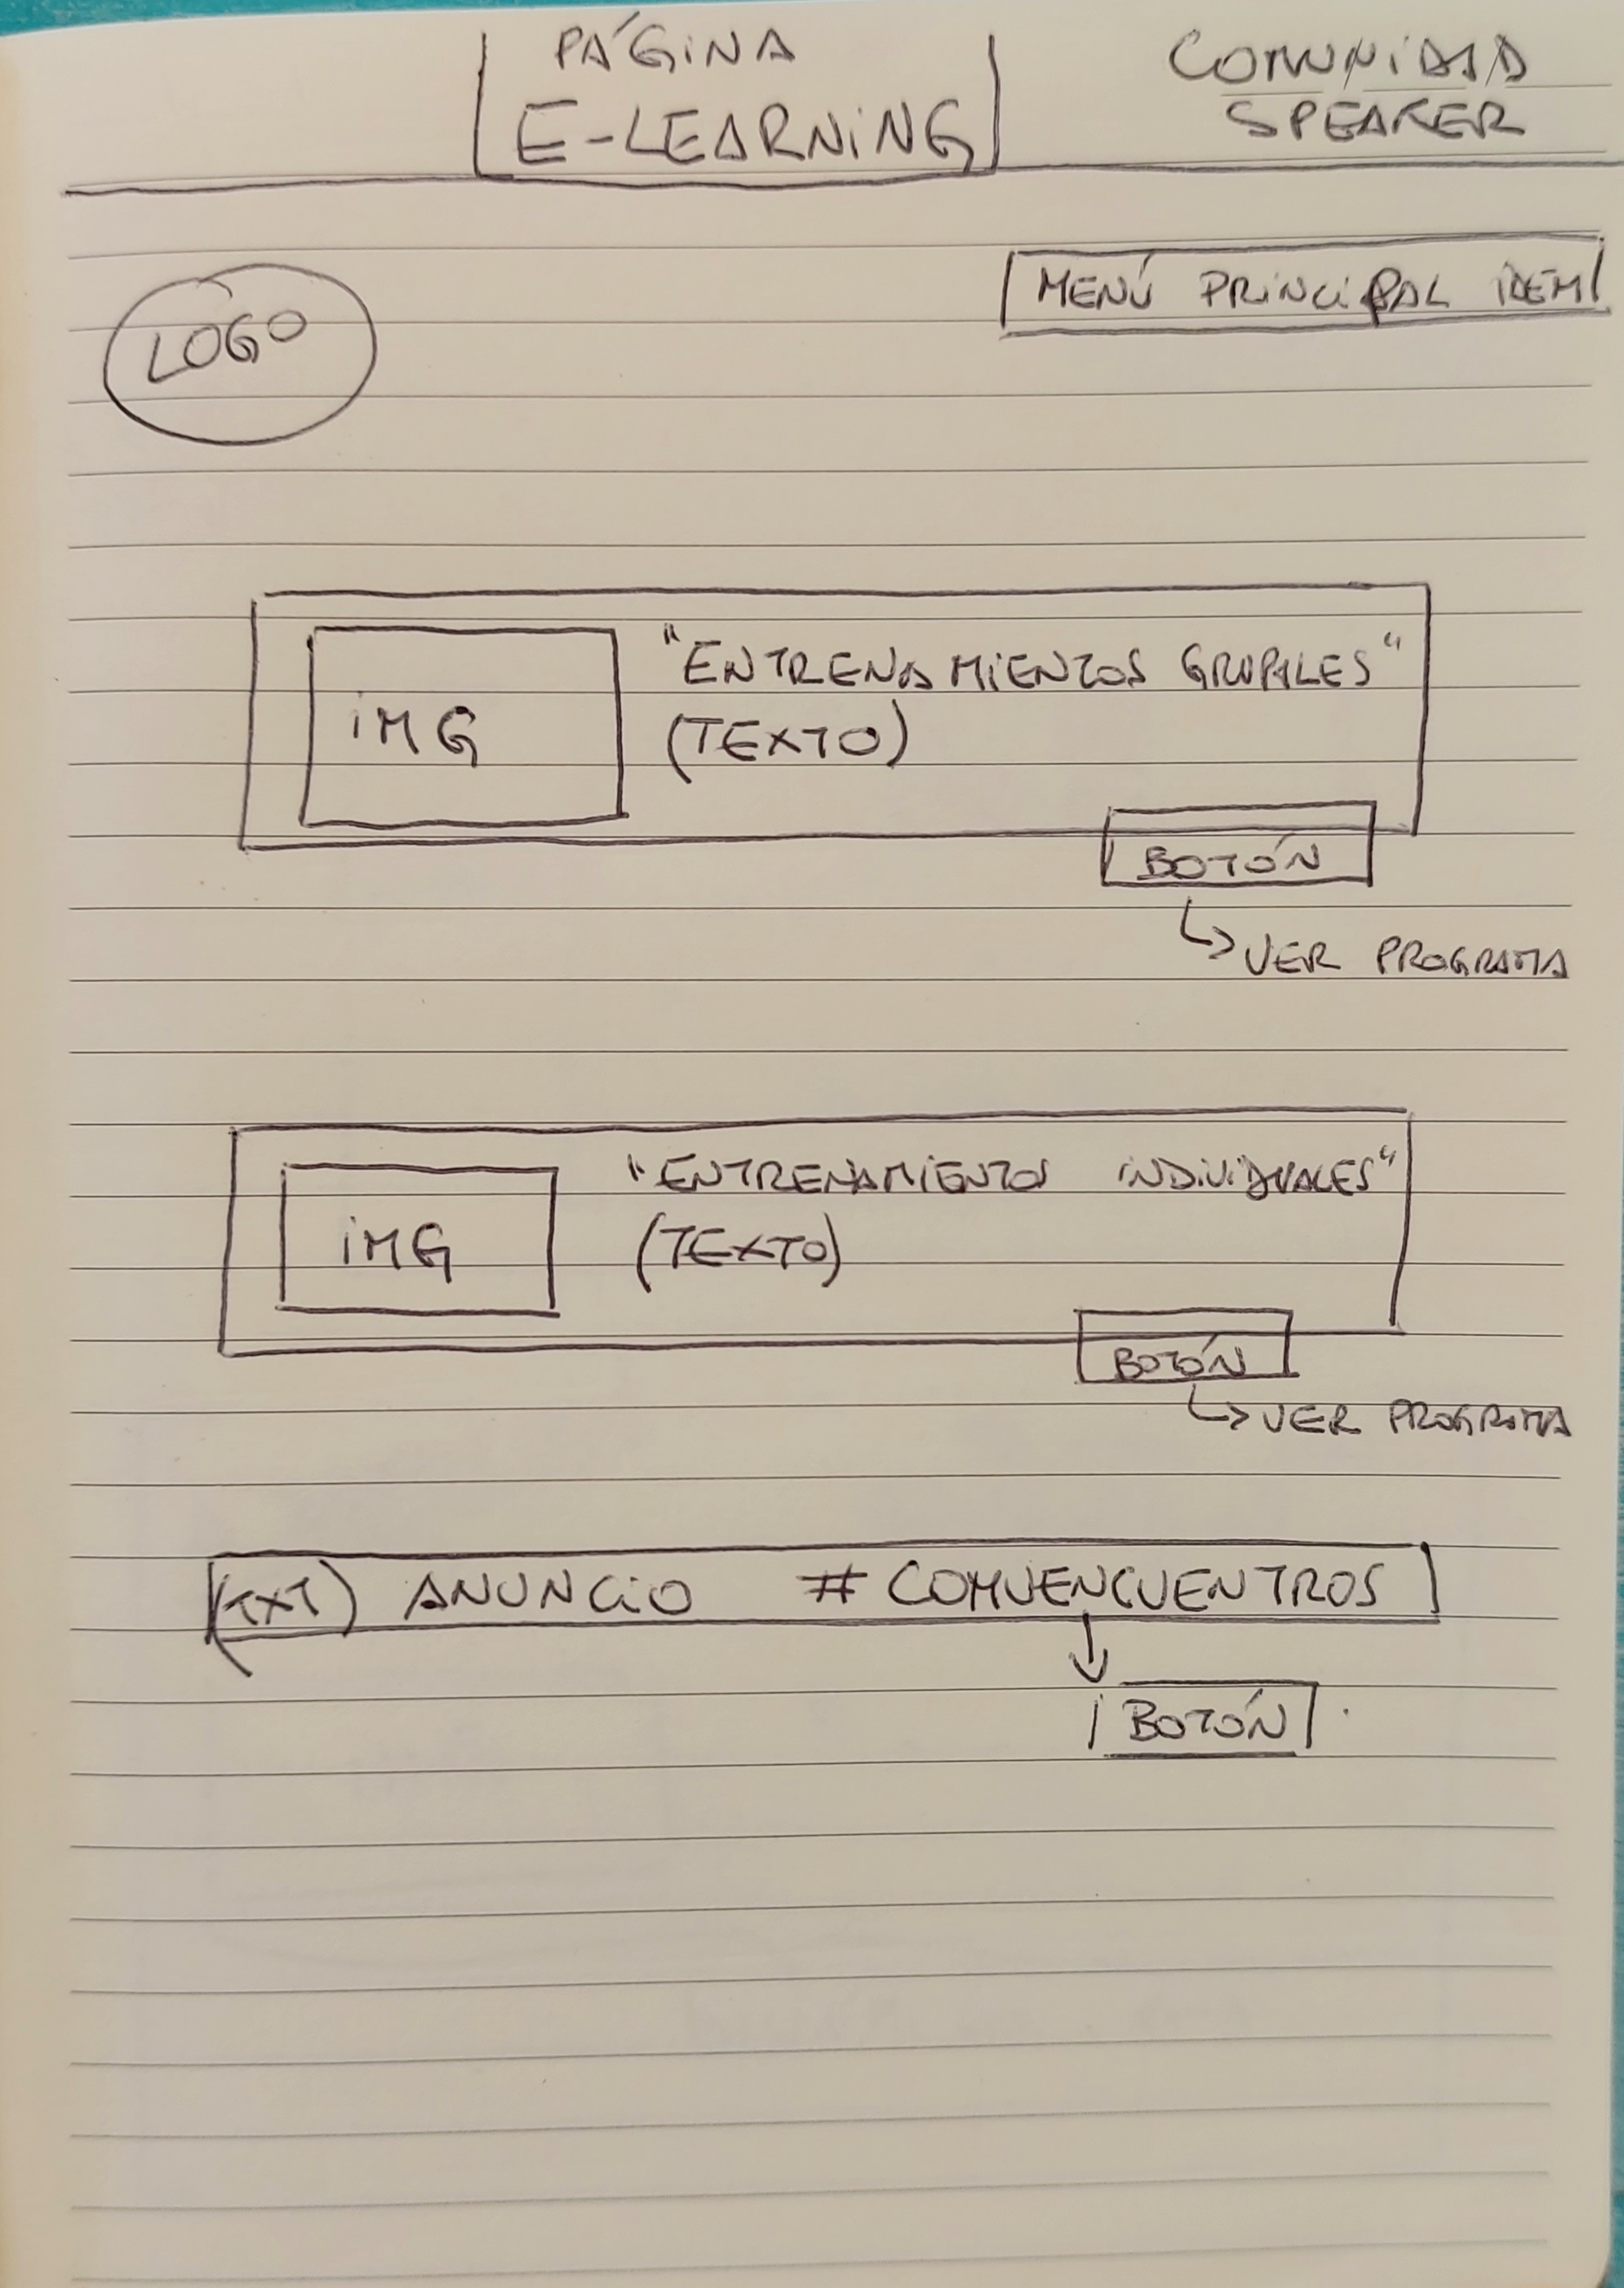 PÁGINA
E-LEARNING
COMUNIDAD
SPEAKER
MENÚ PRINCIPAL IDEM
LOGO
"ENTRENAMIENTOS GRUPALES"
IMG
(TEXTO)
BOTÓN
VER PROGRAMA
"ENTRENAMIENTOS INDIVIDUALES"
IMG
(TEXTO)
BOTÓN
VER PROGRAMA
(TXT) ANUNCIO # COMUENCUENTROS
BOTÓN